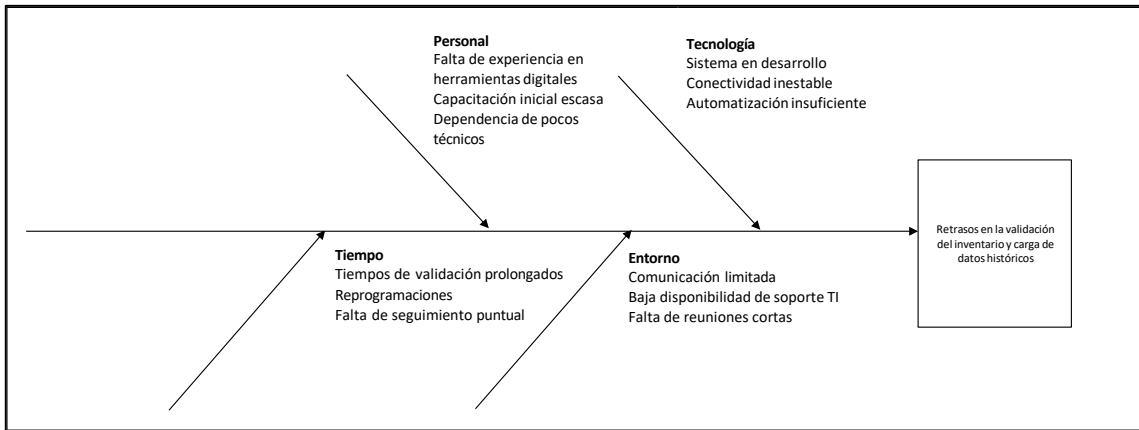 Personal
Falta de experiencia en
herramientas digitales
Capacitación inicial escasa
Dependencia de pocos
técnicos
Tecnología
Sistema en desarrollo
Conectividad inestable
Automatización insuficiente
Retrasos en la validación
del inventario y carga de
datos históricos
Tiempo
Tiempos de validación prolongados
Reprogramaciones
Falta de seguimiento puntual
Entorno
Comunicación limitada
Baja disponibilidad de soporte TI
Falta de reuniones cortas